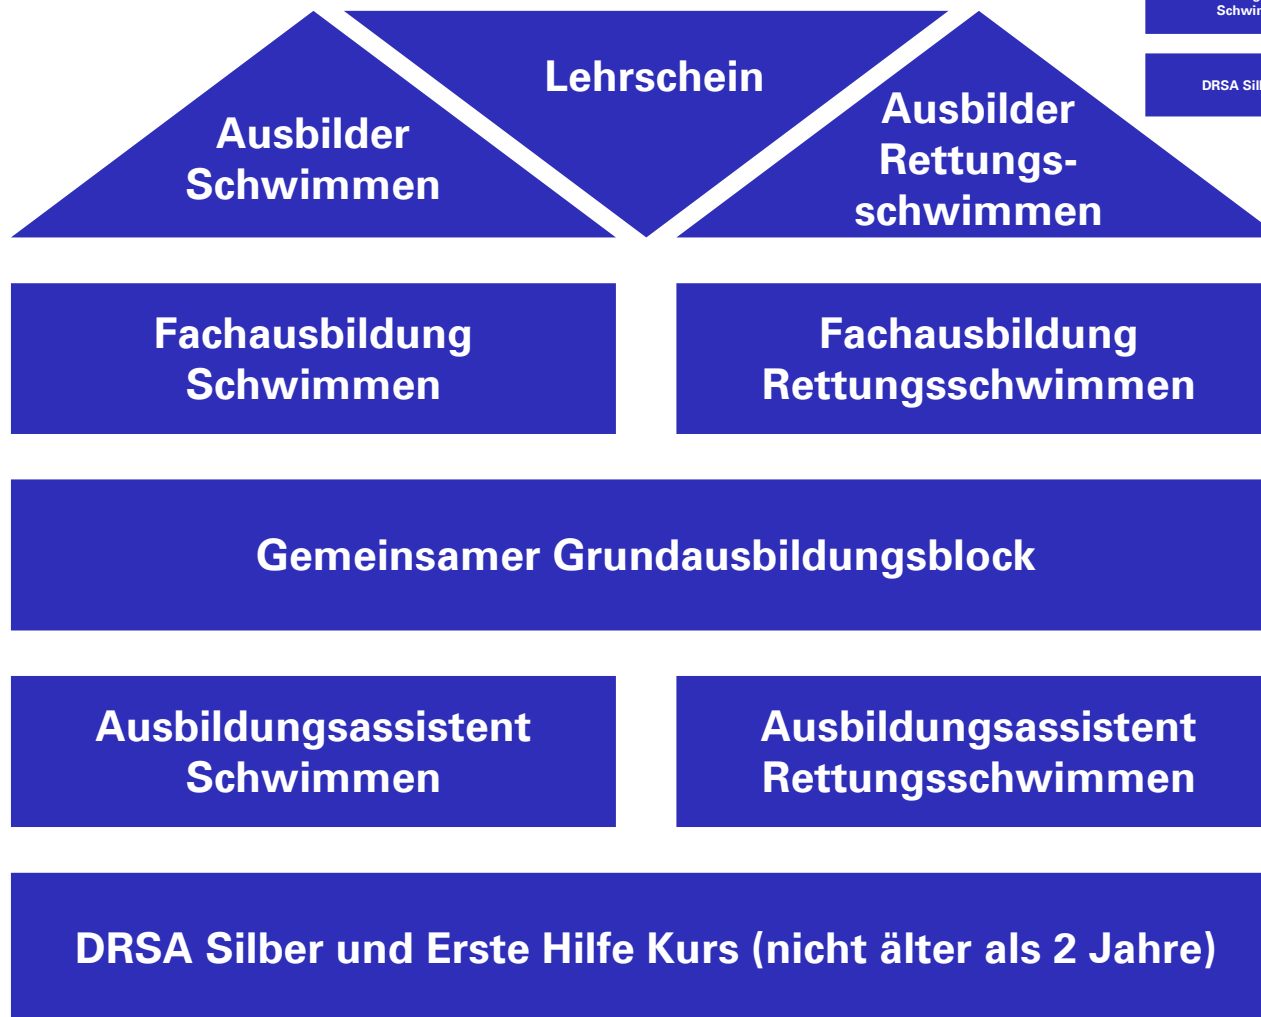 Lehrschein
Ausbilder
Schwimmen
Ausbilder
Rettungs-
schwimmen
DRSA
Fachausbildung
Schwimmen
Fachausbildung
Rettungsschwimmen
Gemeinsamer Grundausbildungsblock
Ausbildungsassistent
Schwimmen
Ausbildungsassistent
Rettungsschwimmen
DRSA Silber und Erste Hilfe Kurs (nicht älter als 2 Jahre)